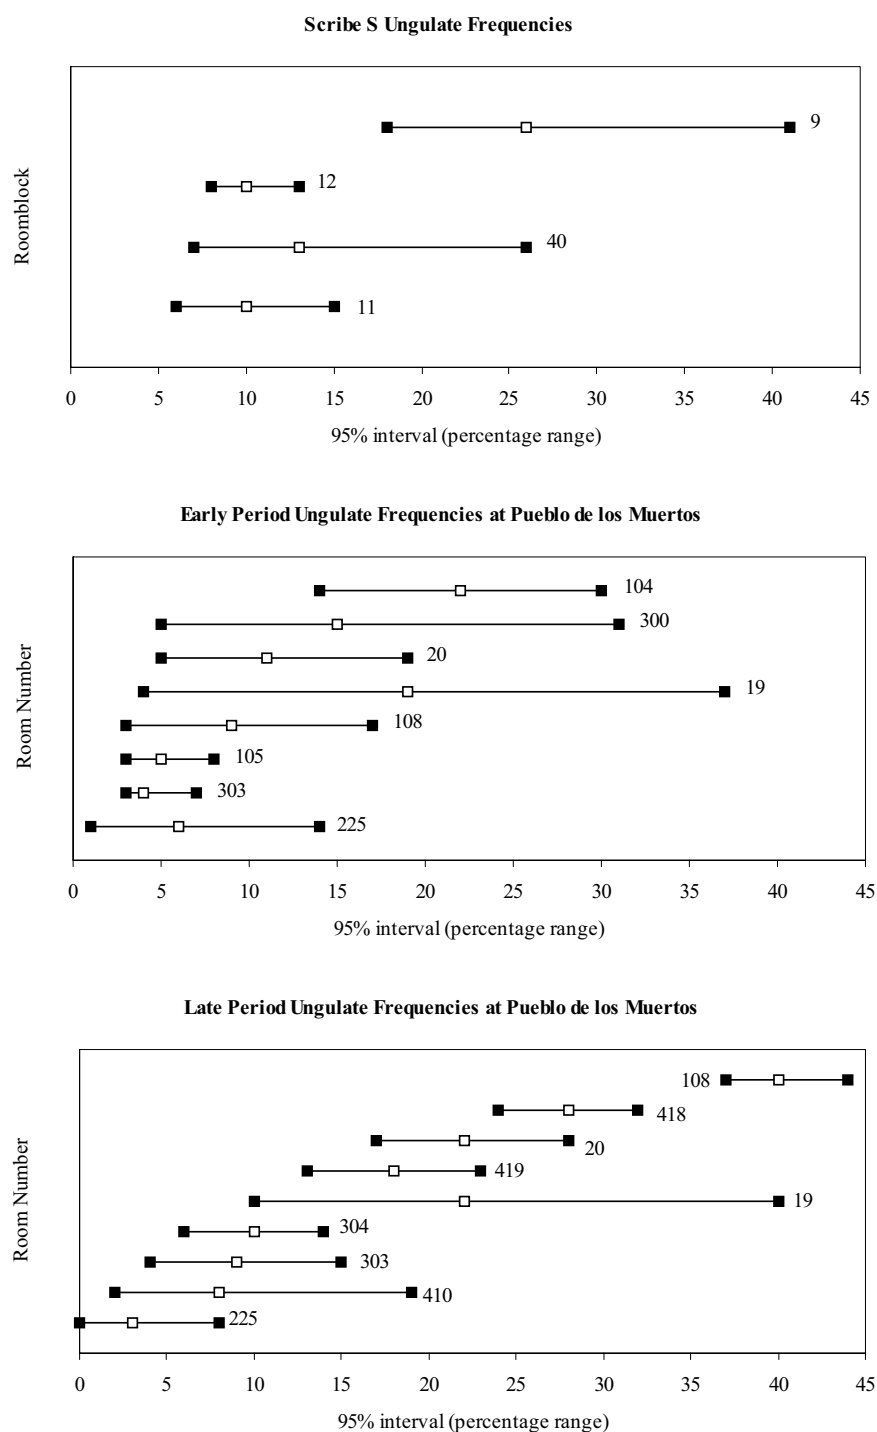 Scribe S Ungulate Frequencies
9
12
40
11
Roomblock
0 5 10 15 20 25 30 35 40 45
95% interval (percentage range)
Early Period Ungulate Frequencies at Pueblo de los Muertos
104
300
20
19
108
105
303
225
Room Number
0 5 10 15 20 25 30 35 40 45
95% interval (percentage range)
Late Period Ungulate Frequencies at Pueblo de los Muertos
108
418
20
419
19
304
303
410
225
Room Number
0 5 10 15 20 25 30 35 40 45
95% interval (percentage range)